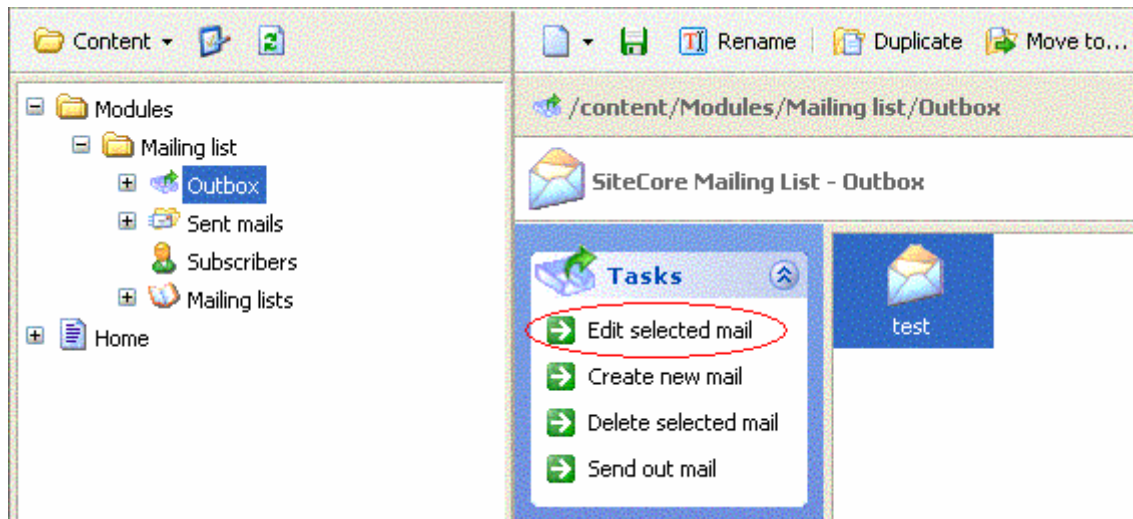 Content
Rename
Duplicate
Move to...
Modules
Mailing list
Outbox
Sent mails
Subscribers
Mailing lists
Home
/content/Modules/Mailing list/Outbox
SiteCore Mailing List - Outbox
Tasks
Edit selected mail
Create new mail
Delete selected mail
Send out mail
test